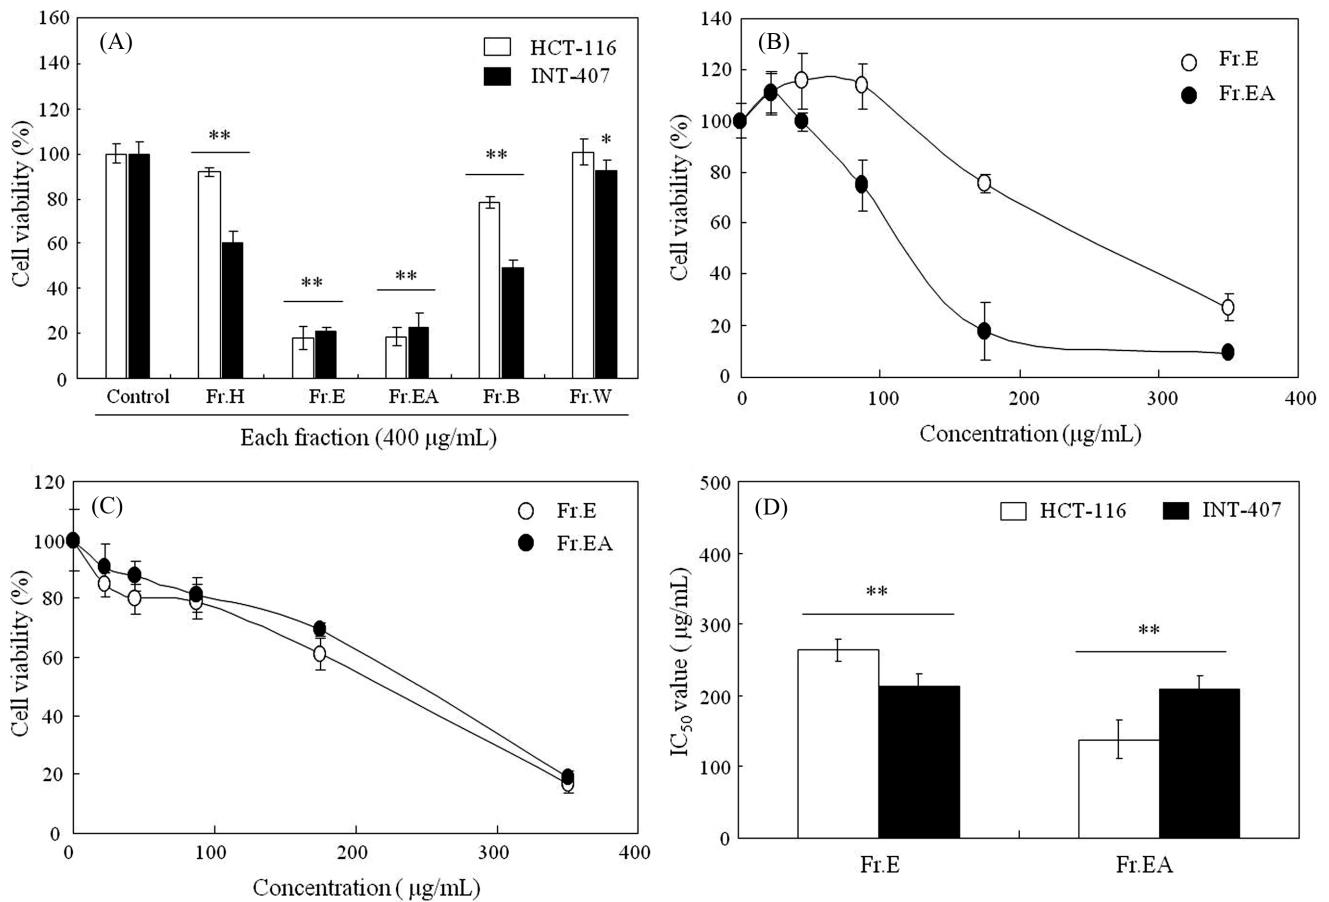 (A)
HCT-116
INT-407
Cell viability (%)
160
140
120
100
80
60
40
20
0
**
**
**
**
*
Control Fr.H Fr.E Fr.EA Fr.B Fr.W
Each fraction (400 μg/mL)
(B)
Fr.E
Fr.EA
Cell viability (%)
140
120
100
80
60
40
20
0
0 100 200 300 400
Concentration (μg/mL)
(C)
Fr.E
Fr.EA
Cell viability (%)
120
100
80
60
40
20
0
0 100 200 300 400
Concentration ( μg/mL)
(D)
HCT-116 INT-407
IC50 value ( μg/mL)
500
400
300
200
100
0
**
**
Fr.E Fr.EA